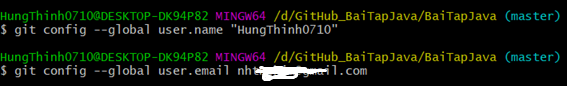 HungThinh0710@DESKTOP-DK94P82 MINGW64 /d/GitHub_BaiTapJava/BaiTapJava (master)
$ git config --global user.name "HungThinh0710"
HungThinh0710@DESKTOP-DK94P82 MINGW64 /d/GitHub_BaiTapJava/BaiTapJava (master)
$ git config --global user.email